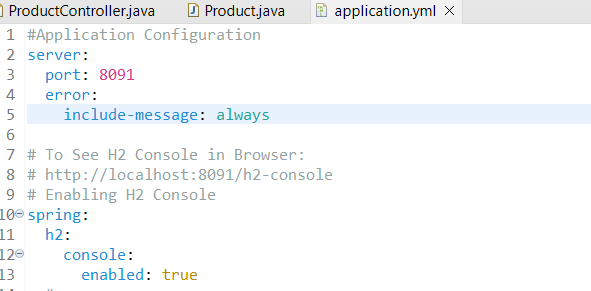 ProductController.java Product.java application.yml
1 #Application Configuration
2 server:
3 port: 8091
4 error:
5 include-message: always
6
7 # To See H2 Console in Browser:
8 # http://localhost:8091/h2-console
9 # Enabling H2 Console
10 spring:
11 h2:
12 console:
13 enabled: true
#